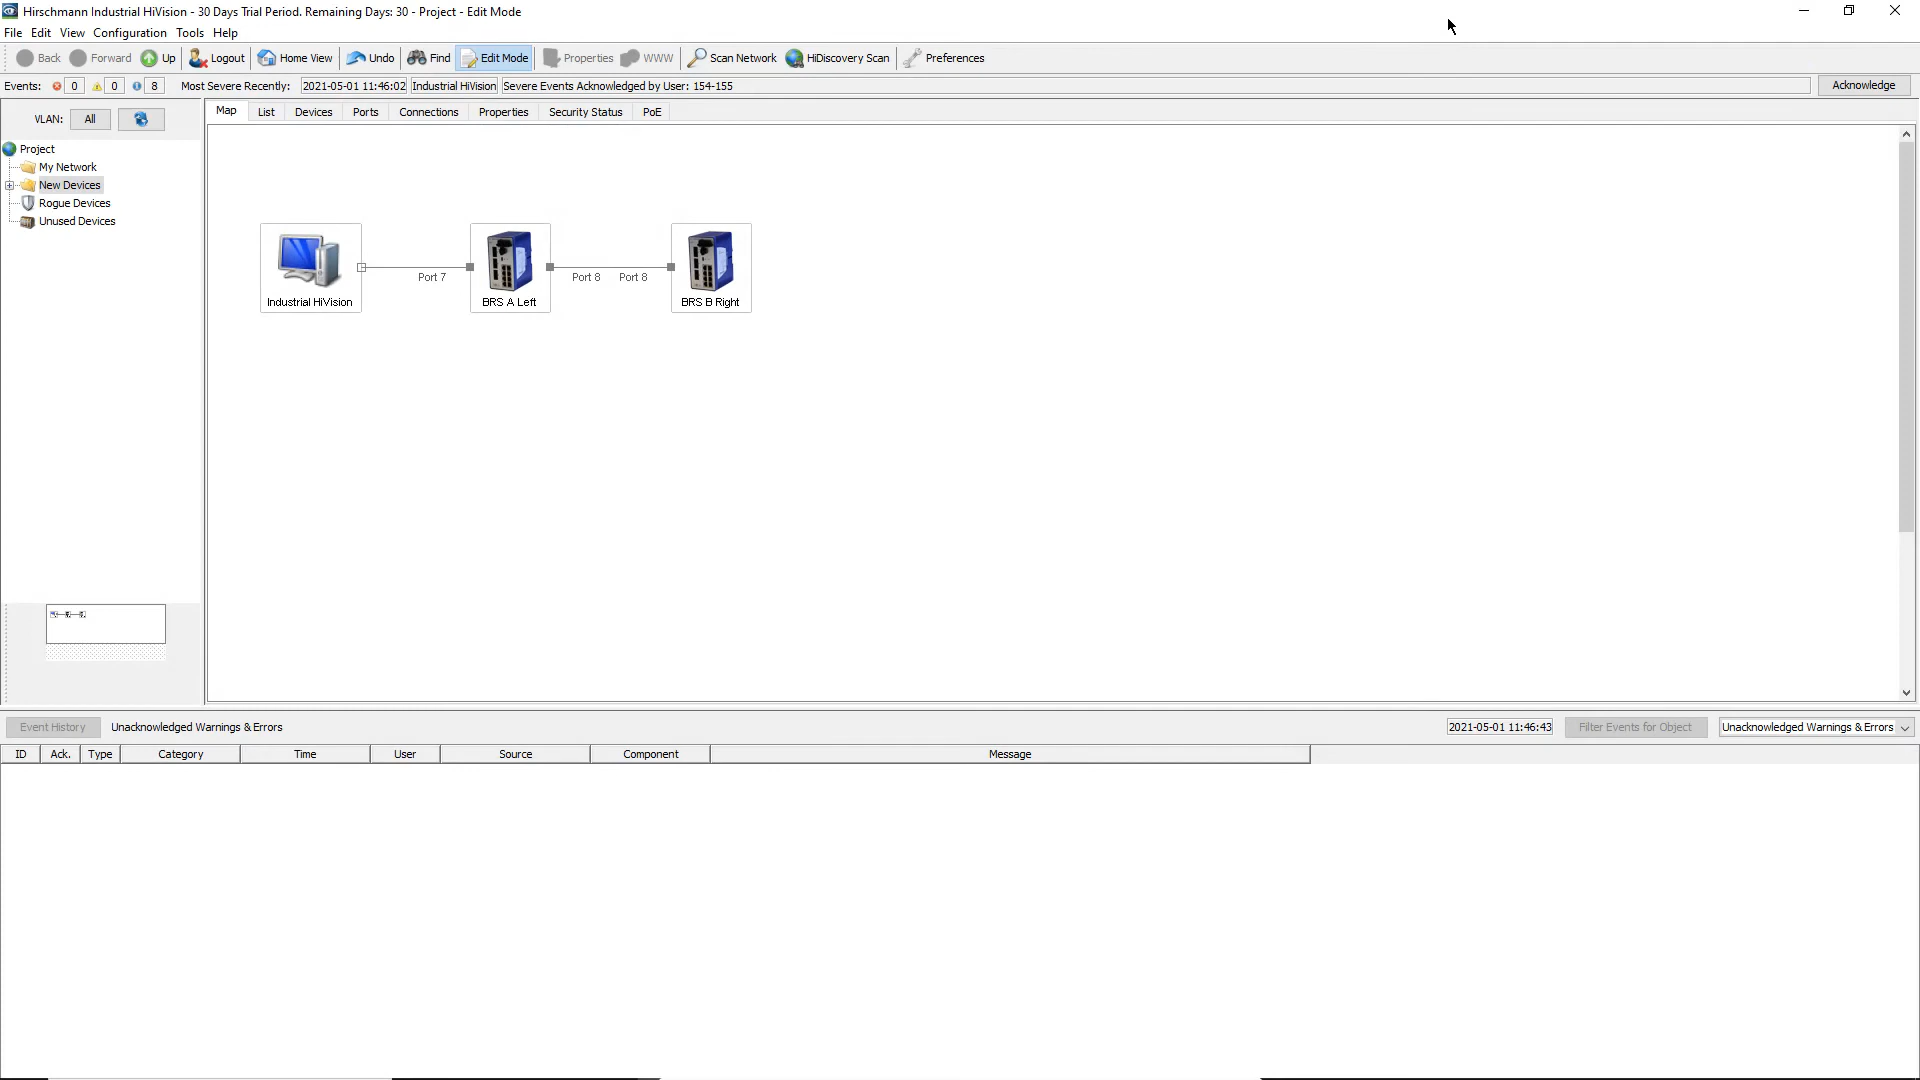 Hirschmann Industrial HiVision - 30 Days Trial Period. Remaining Days: 30 - Project - Edit Mode
File Edit View Configuration Tools Help
Back Forward Up Logout Home View Undo Find Edit Mode Properties WWW Scan Network HiDiscovery Scan Preferences
Events: 0 0 8 Most Severe Recently: 2021-05-01 11:46:02 Industrial HiVision Severe Events Acknowledged by User: 154-155 Acknowledge
VLAN: All
Map List Devices Ports Connections Properties Security Status PoE
Project
My Network
New Devices
Rogue Devices
Unused Devices
Port 7 Port 8 Port 8
Industrial HiVision BRS A Left BRS B Right
Event History Unacknowledged Warnings & Errors 2021-05-01 11:46:43 Filter Events for Object Unacknowledged Warnings & Errors
ID Ack. Type Category Time User Source Component Message